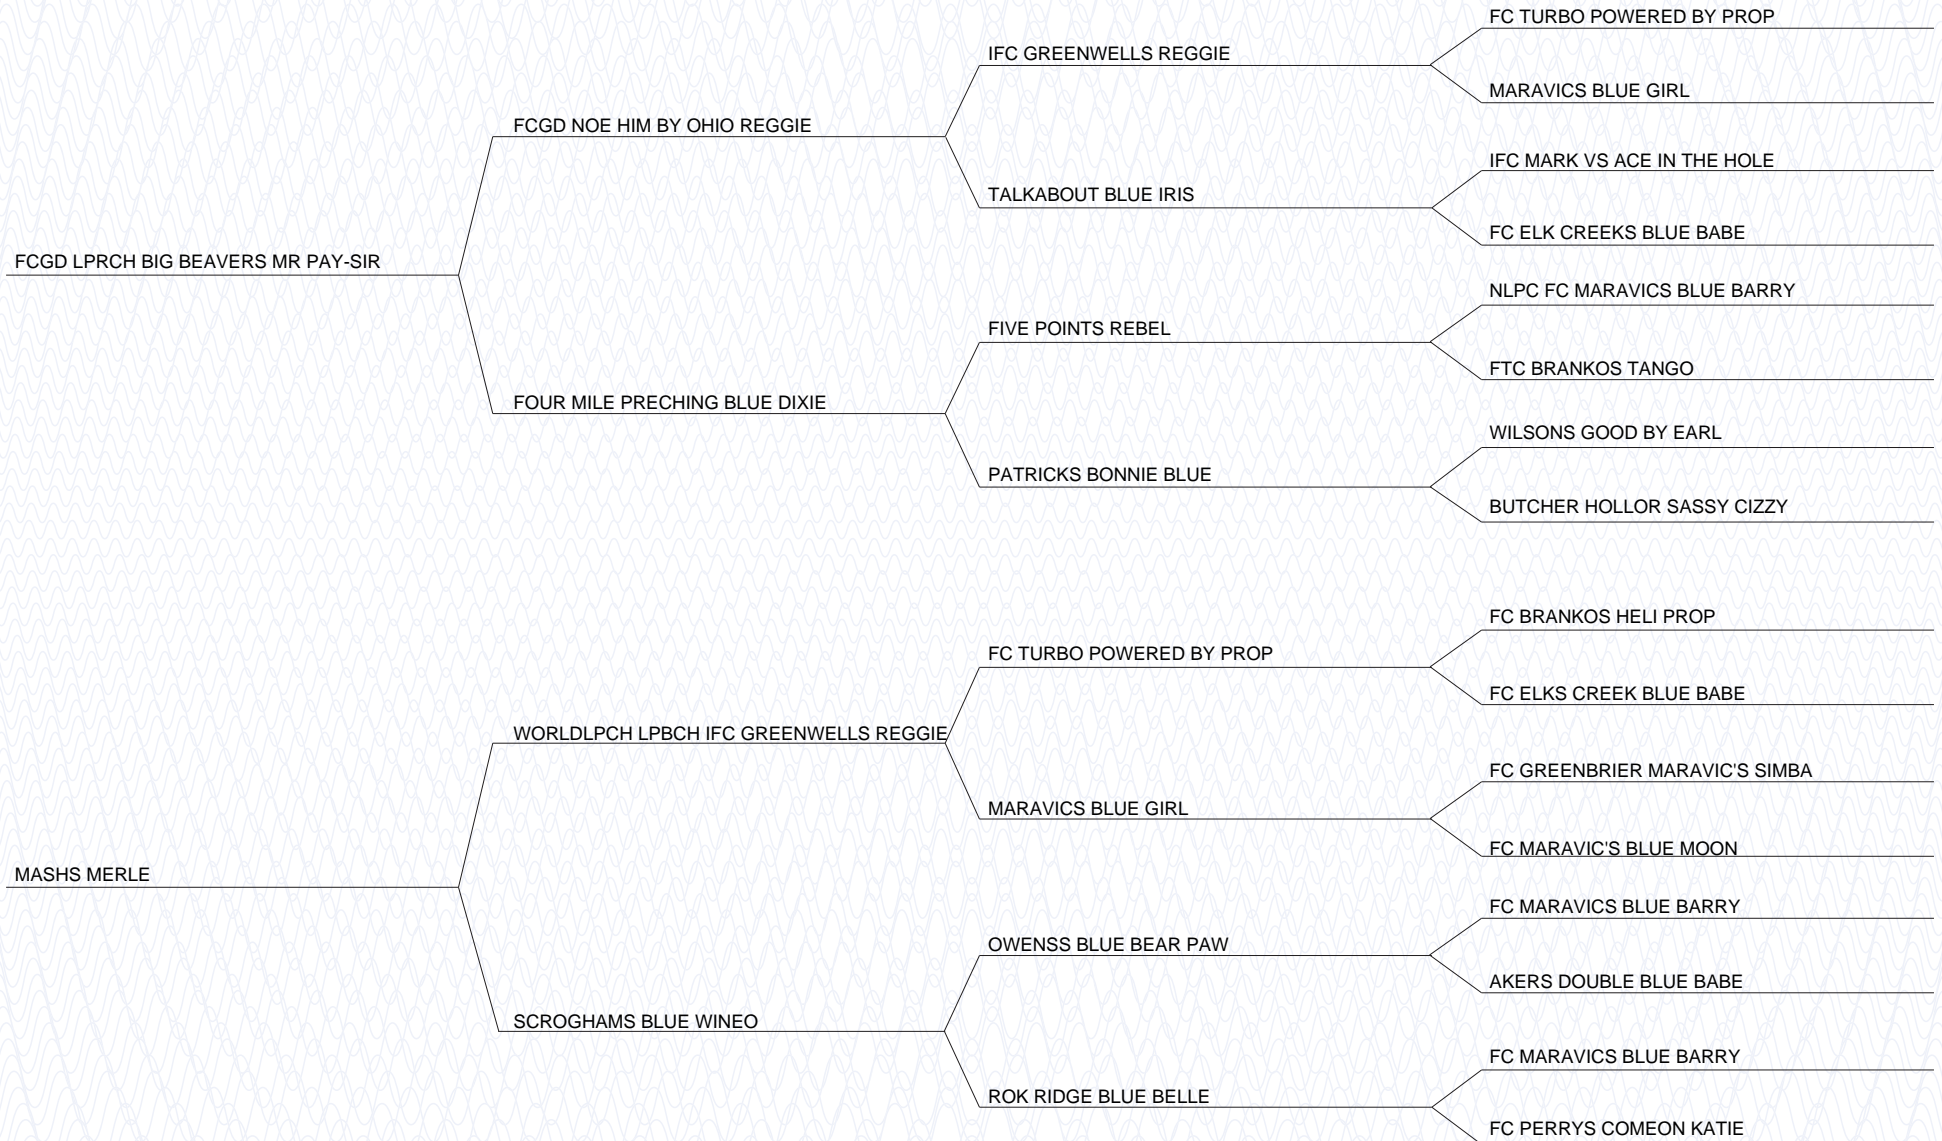 FC TURBO POWERED BY PROP
IFC GREENWELLS REGGIE
MARAVICS BLUE GIRL
FCGD NOE HIM BY OHIO REGGIE
IFC MARK VS ACE IN THE HOLE
TALKABOUT BLUE IRIS
FC ELK CREEKS BLUE BABE
FCGD LPRCH BIG BEAVERS MR PAY-SIR
NLPC FC MARAVICS BLUE BARRY
FIVE POINTS REBEL
FTC BRANKOS TANGO
FOUR MILE PRECHING BLUE DIXIE
WILSONS GOOD BY EARL
PATRICKS BONNIE BLUE
BUTCHER HOLLOR SASSY CIZZY
FC BRANKOS HELI PROP
FC TURBO POWERED BY PROP
FC ELKS CREEK BLUE BABE
WORLDLPCH LPBCH IFC GREENWELLS REGGIE
FC GREENBRIER MARAVIC'S SIMBA
MARAVICS BLUE GIRL
FC MARAVIC'S BLUE MOON
MASHS MERLE
FC MARAVICS BLUE BARRY
OWENSS BLUE BEAR PAW
AKERS DOUBLE BLUE BABE
SCROGHAMS BLUE WINEO
FC MARAVICS BLUE BARRY
ROK RIDGE BLUE BELLE
FC PERRYS COMEON KATIE